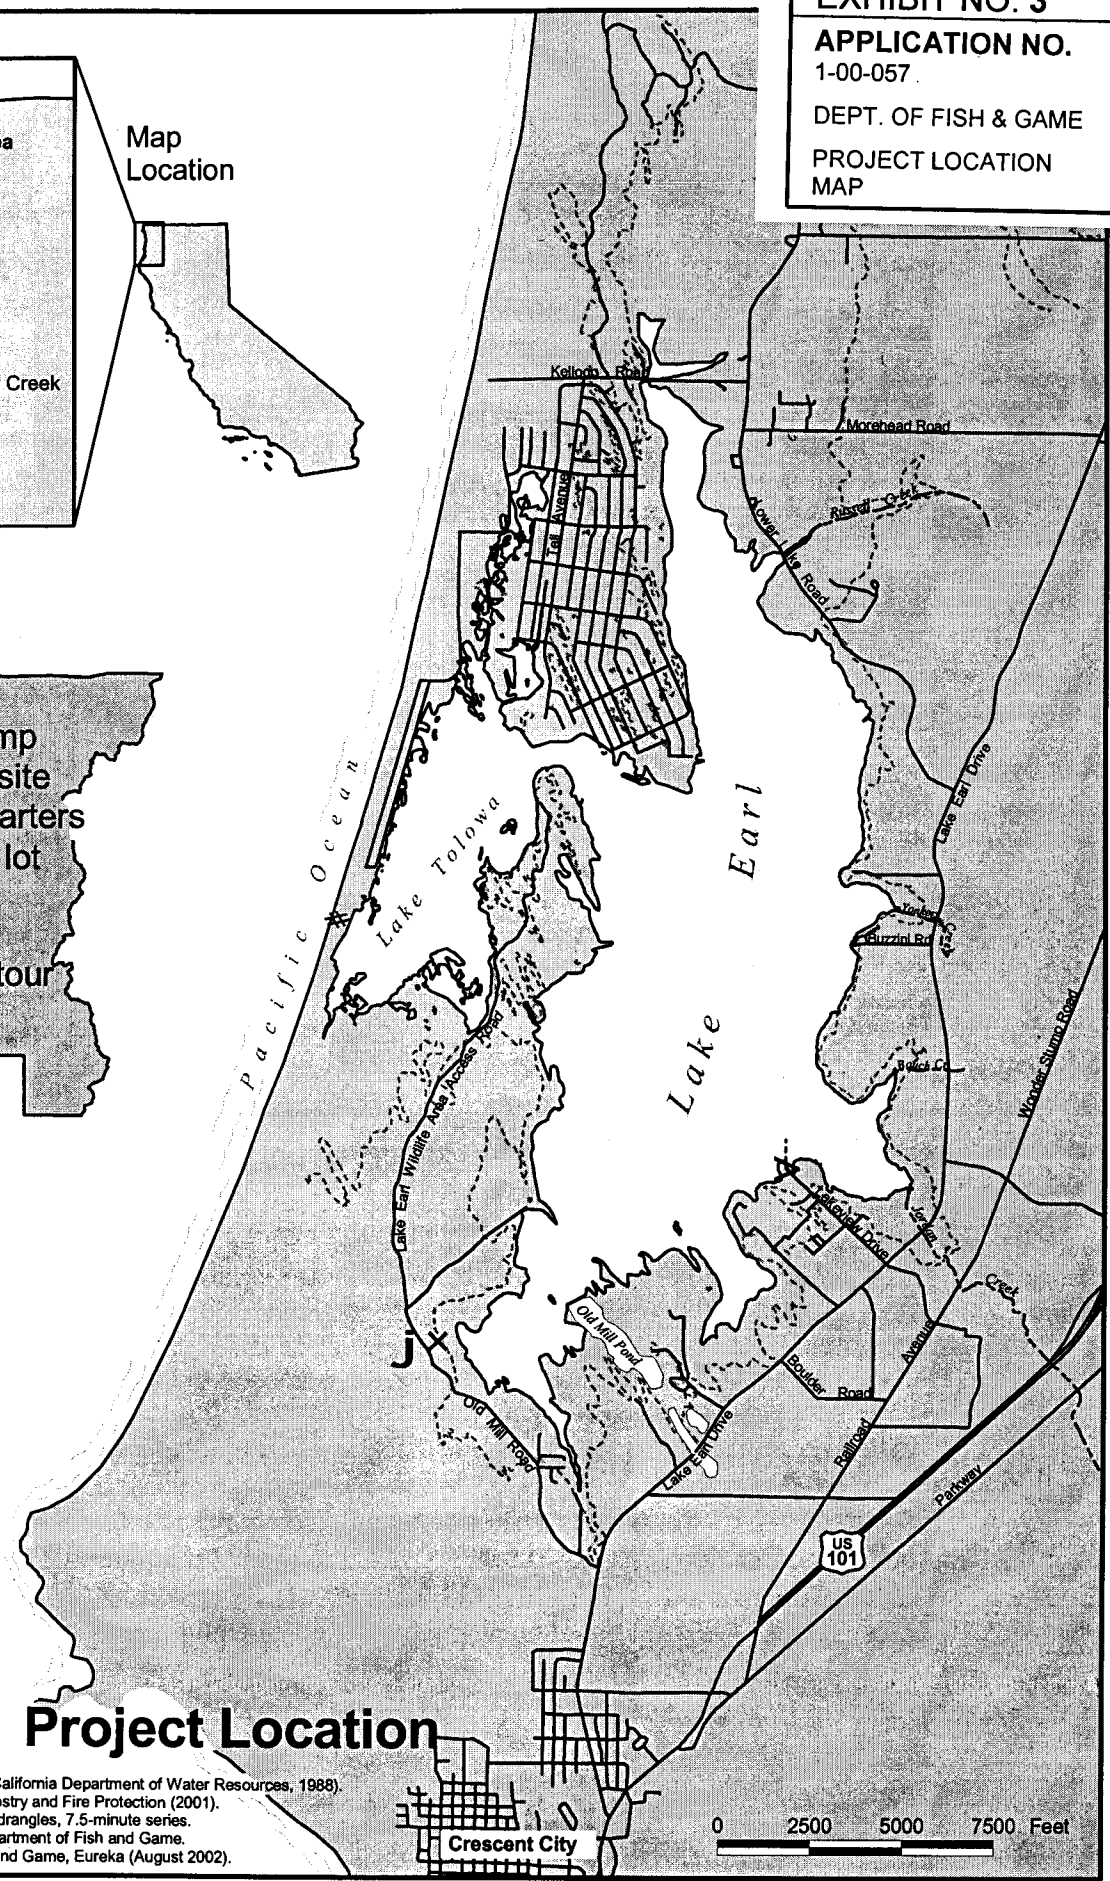 EXHIBIT NO. 3
APPLICATION NO.
1-00-057
DEPT. OF FISH & GAME
PROJECT LOCATION
MAP
Map
Location
Creek
site
lot
Kellogg Road
Morehead Road
Tell Avenue
Lower Lake Road
Lake Earl Drive
Pacific Ocean
Lake Tolowa
Lake Earl
Buzzini Rd
Wonder Stump Road
Lake Earl Wildlife Area Access Road
Lakeview Drive
Jordan
Creek
Old Mill Pond
Boulder Road
Railroad Avenue
Old Mill Road
Lake Earl Drive
Parkway
US
101
Project Location
California Department of Water Resources, 1988).
stry and Fire Protection (2001).
drangles, 7.5-minute series.
artment of Fish and Game.
nd Game, Eureka (August 2002).
Crescent City
0 2500 5000 7500 Feet